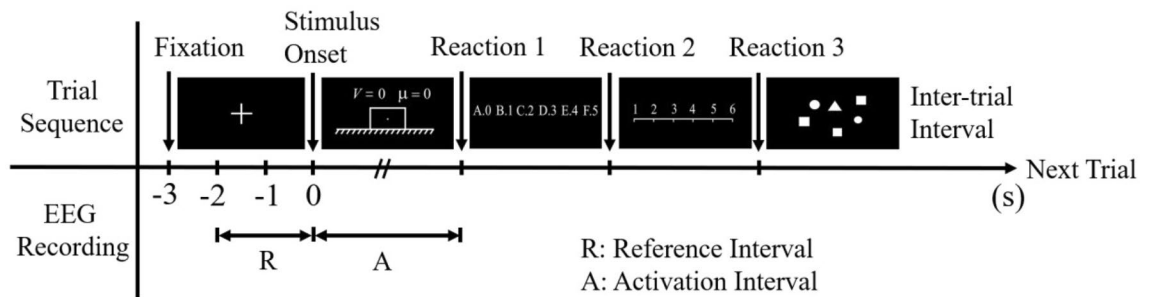 Fixation
Stimulus
Onset
Reaction 1
Reaction 2
Reaction 3
Trial
Sequence
V=0 μ=0
A.0 B.1 C.2 D.3 E.4 F.5
1 2 3 4 5 6
Inter-trial
Interval
Next Trial
-3 -2 -1 0
(s)
EEG
Recording
R
A
R: Reference Interval
A: Activation Interval